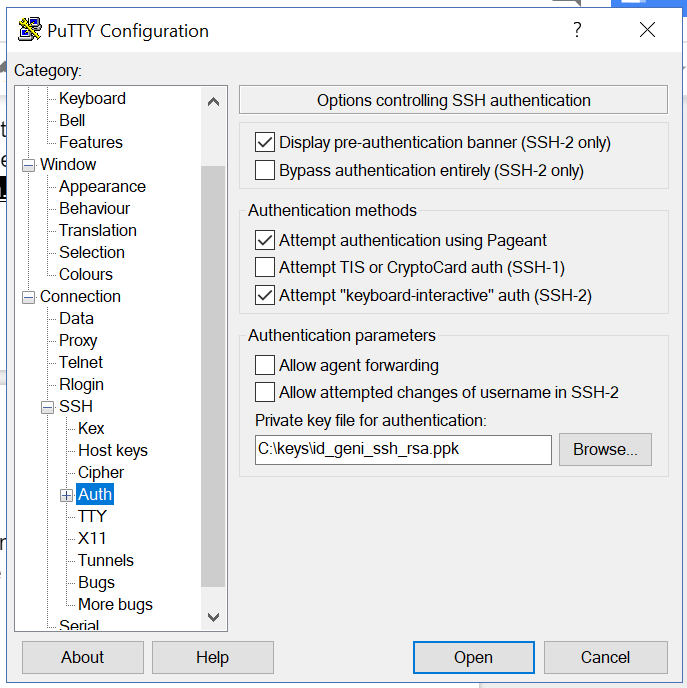 PuTTY Configuration
?
Category:
Keyboard
Bell
Features
Window
Appearance
Behaviour
Translation
Selection
Colours
Connection
Data
Proxy
Telnet
Rlogin
SSH
Kex
Host keys
Cipher
Auth
TTY
X11
Tunnels
Bugs
More bugs
Serial
Options controlling SSH authentication
Display pre-authentication banner (SSH-2 only)
Bypass authentication entirely (SSH-2 only)
Authentication methods
Attempt authentication using Pageant
Attempt TIS or CryptoCard auth (SSH-1)
Attempt "keyboard-interactive" auth (SSH-2)
Authentication parameters
Allow agent forwarding
Allow attempted changes of username in SSH-2
Private key file for authentication:
C:\keys\id_geni_ssh_rsa.ppk
Browse...
About
Help
Open
Cancel